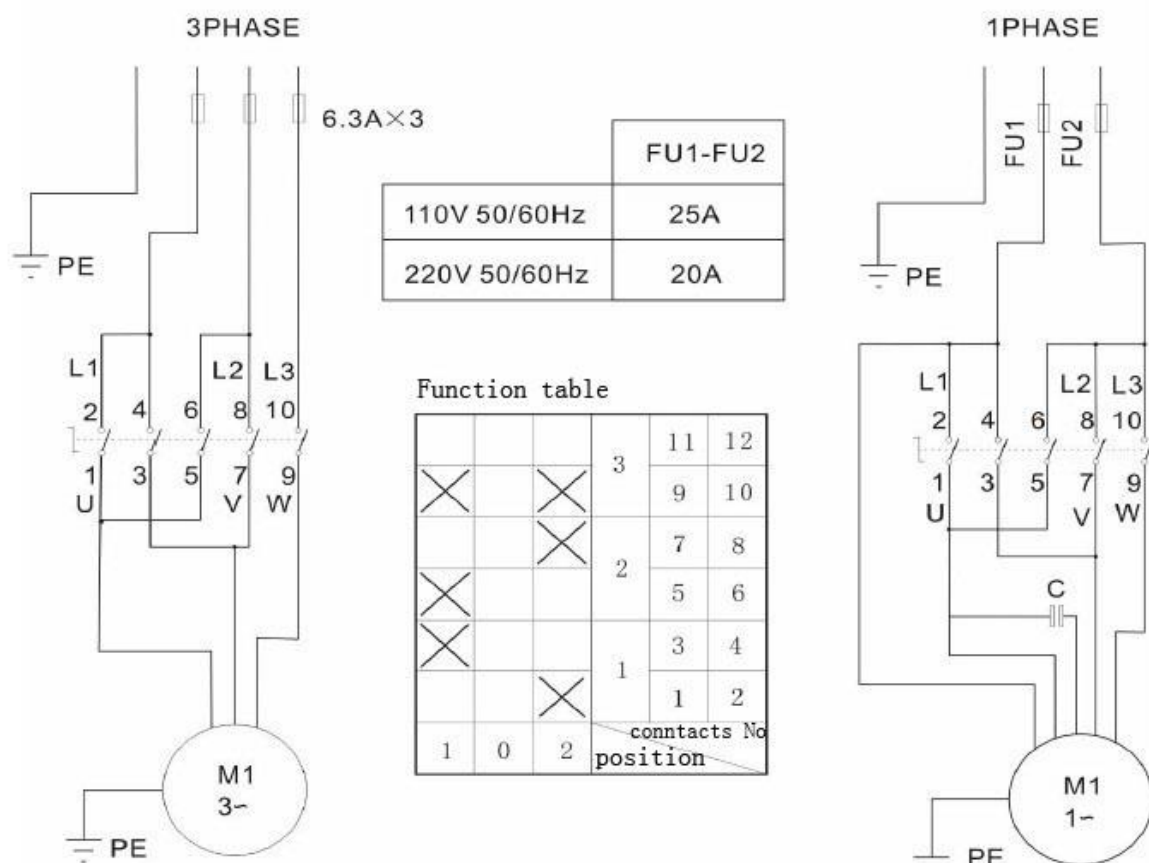 3PHASE
6.3A×3
PE
L1 L2 L3
2 4 6 8 10
1 3 5 7 9
U V W
M1
3~
PE
FU1-FU2
110V 50/60Hz 25A
220V 50/60Hz 20A
Function table
3 11 12
9 10
2 7 8
5 6
1 3 4
1 2
conntacts No
1 0 2 position
1PHASE
FU1
FU2
PE
L1 L2 L3
2 4 6 8 10
1 3 5 7 9
U V W
C
M1
1~
PE